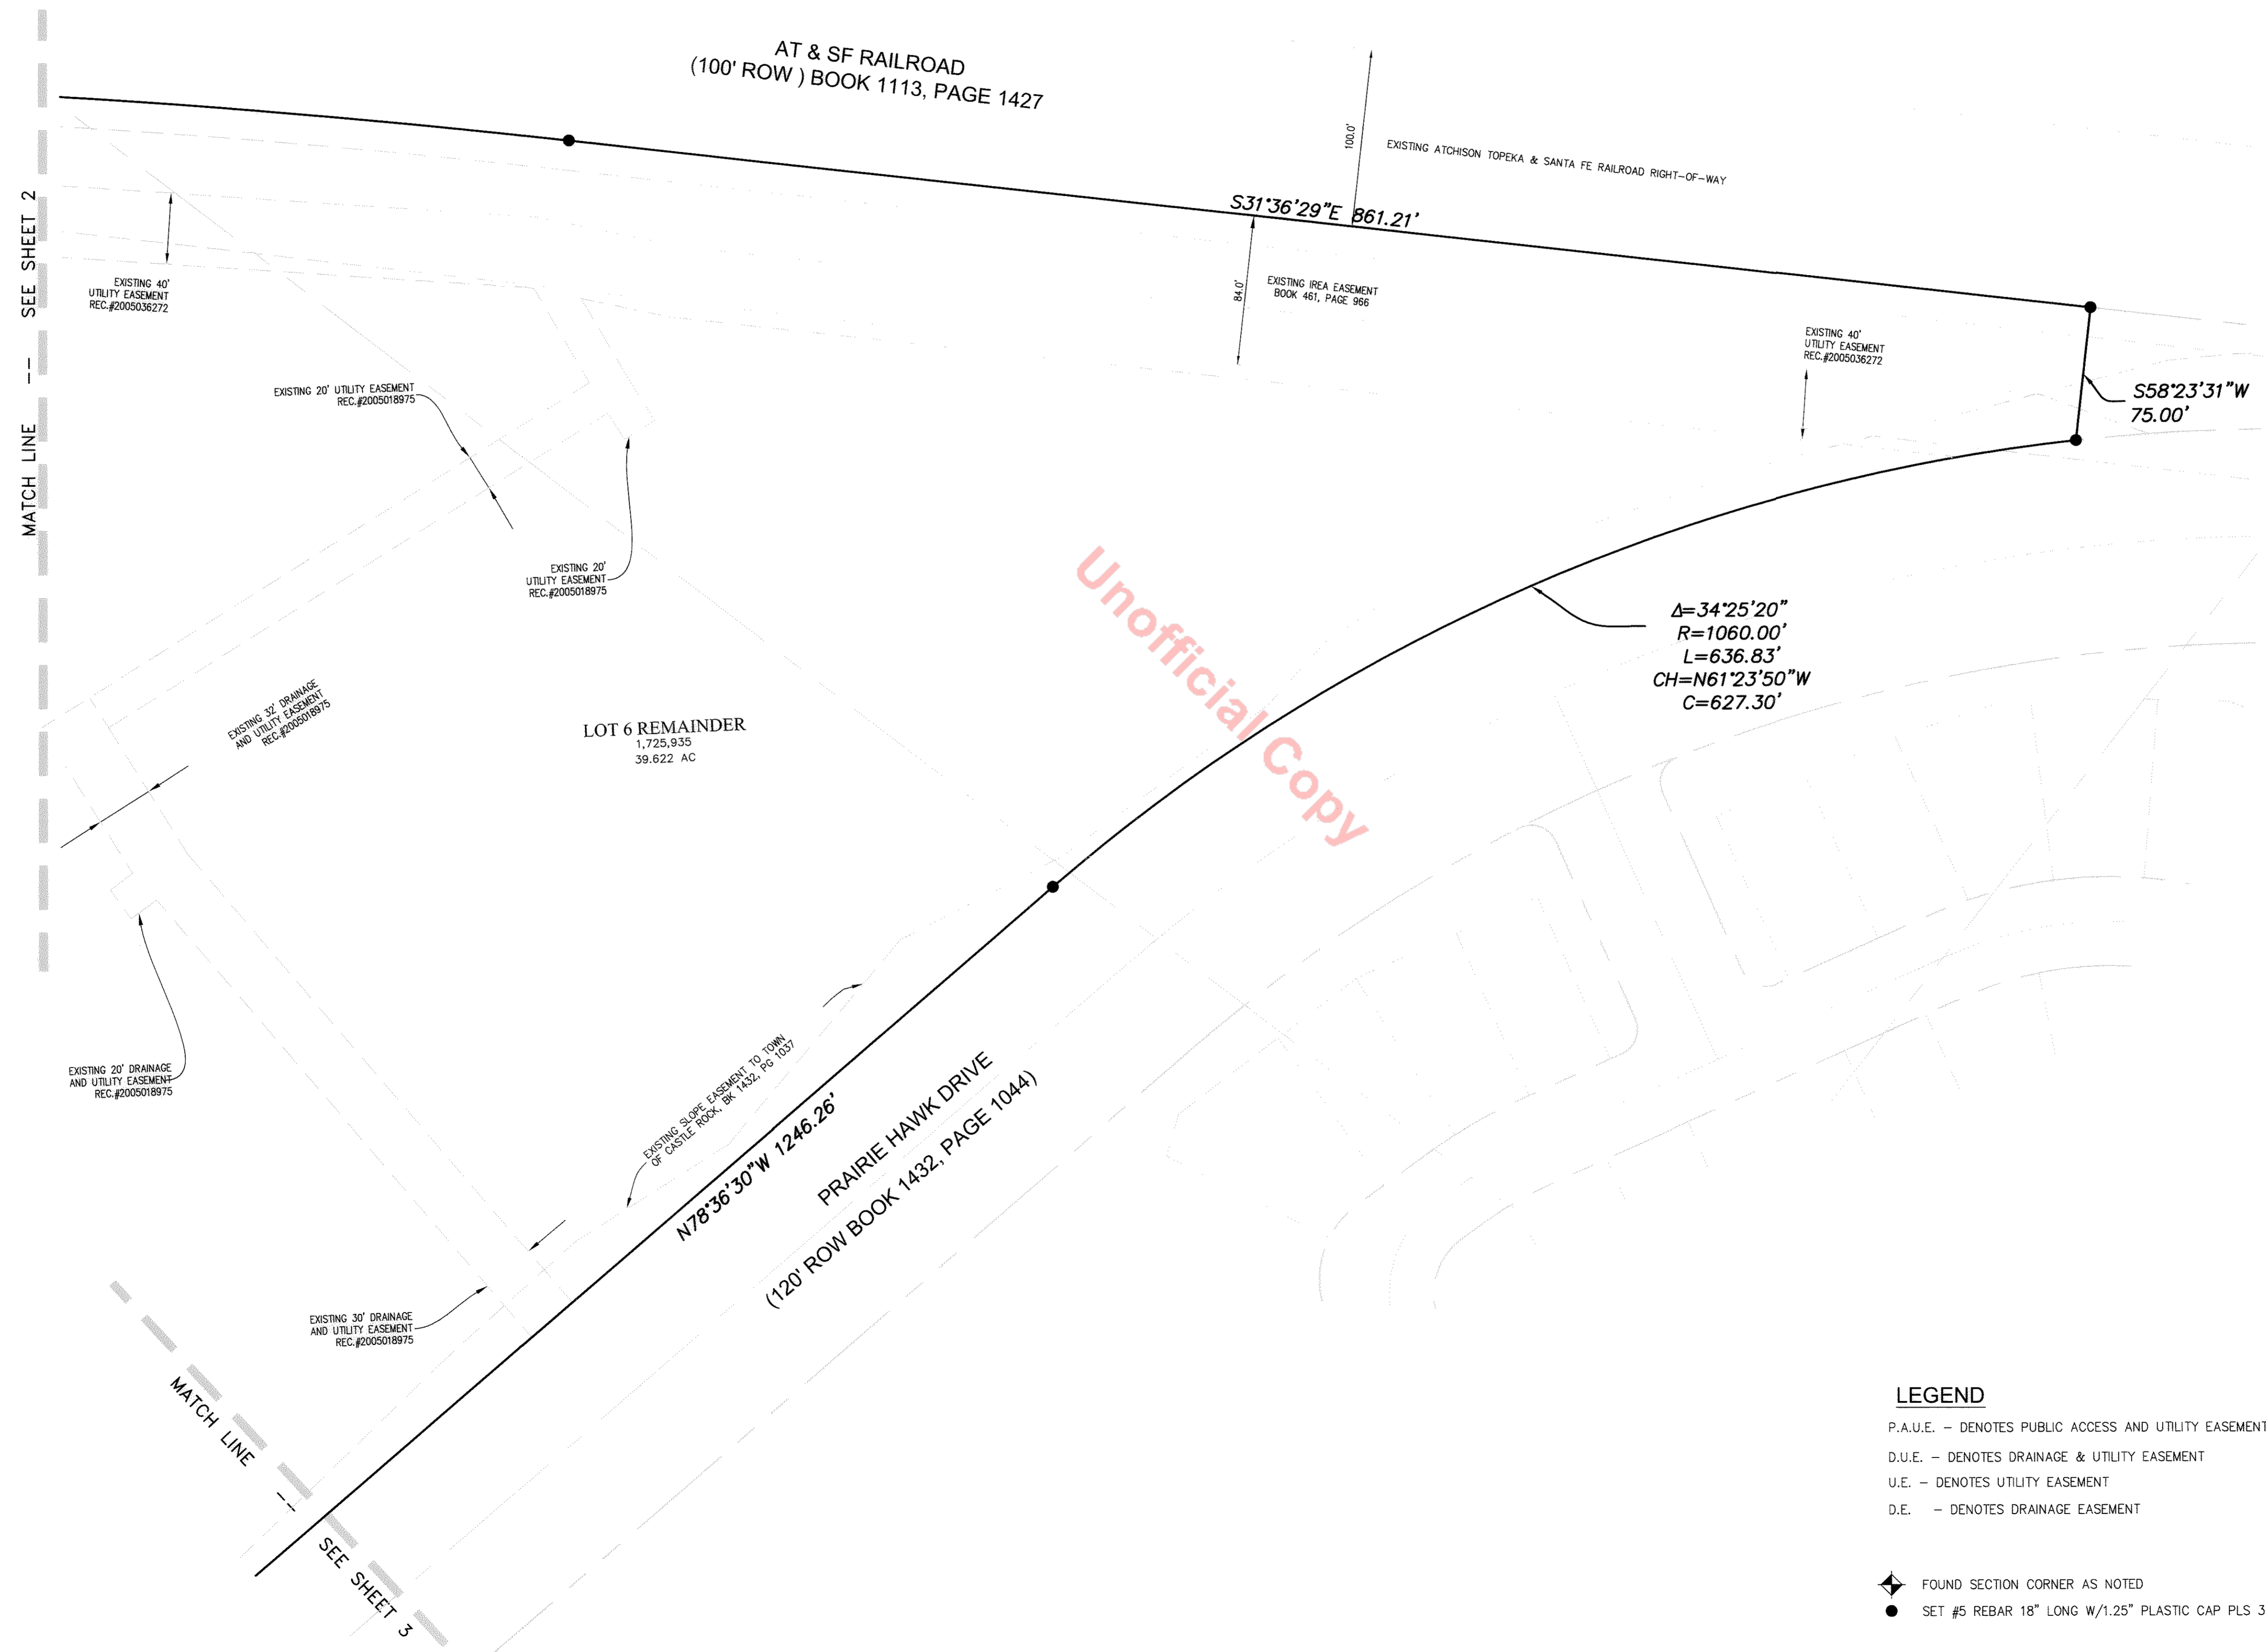 AT & SF RAILROAD
(100' ROW ) BOOK 1113, PAGE 1427
100.0'
EXISTING ATCHISON TOPEKA & SANTA FE RAILROAD RIGHT-OF-WAY
S31°36'29"E 861.21'
MATCH LINE -- SEE SHEET 2
EXISTING 40'
UTILITY EASEMENT
REC.#2005036272
84.0'
EXISTING IREA EASEMENT
BOOK 461, PAGE 966
EXISTING 40'
UTILITY EASEMENT
REC.#2005036272
S58°23'31"W
75.00'
EXISTING 20' UTILITY EASEMENT
REC.#2005018975
EXISTING 20'
UTILITY EASEMENT
REC.#2005018975
Unofficial Copy
Δ=34°25'20"
R=1060.00'
L=636.83'
CH=N61°23'50"W
C=627.30'
EXISTING 32' DRAINAGE
AND UTILITY EASEMENT
REC.#2005018975
LOT 6 REMAINDER
1,725,935
39.622 AC
EXISTING 20' DRAINAGE
AND UTILITY EASEMENT
REC.#2005018975
EXISTING SLOPE EASEMENT TO TOWN
OF CASTLE ROCK, BK 1432, PG 1037
N78°36'30"W 1246.26'
PRAIRIE HAWK DRIVE
(120' ROW BOOK 1432, PAGE 1044)
EXISTING 30' DRAINAGE
AND UTILITY EASEMENT
REC.#2005018975
MATCH LINE -- SEE SHEET 3
LEGEND
P.A.U.E. - DENOTES PUBLIC ACCESS AND UTILITY EASEMENT
D.U.E. - DENOTES DRAINAGE & UTILITY EASEMENT
U.E. - DENOTES UTILITY EASEMENT
D.E. - DENOTES DRAINAGE EASEMENT
FOUND SECTION CORNER AS NOTED
SET #5 REBAR 18" LONG W/1.25" PLASTIC CAP PLS 3